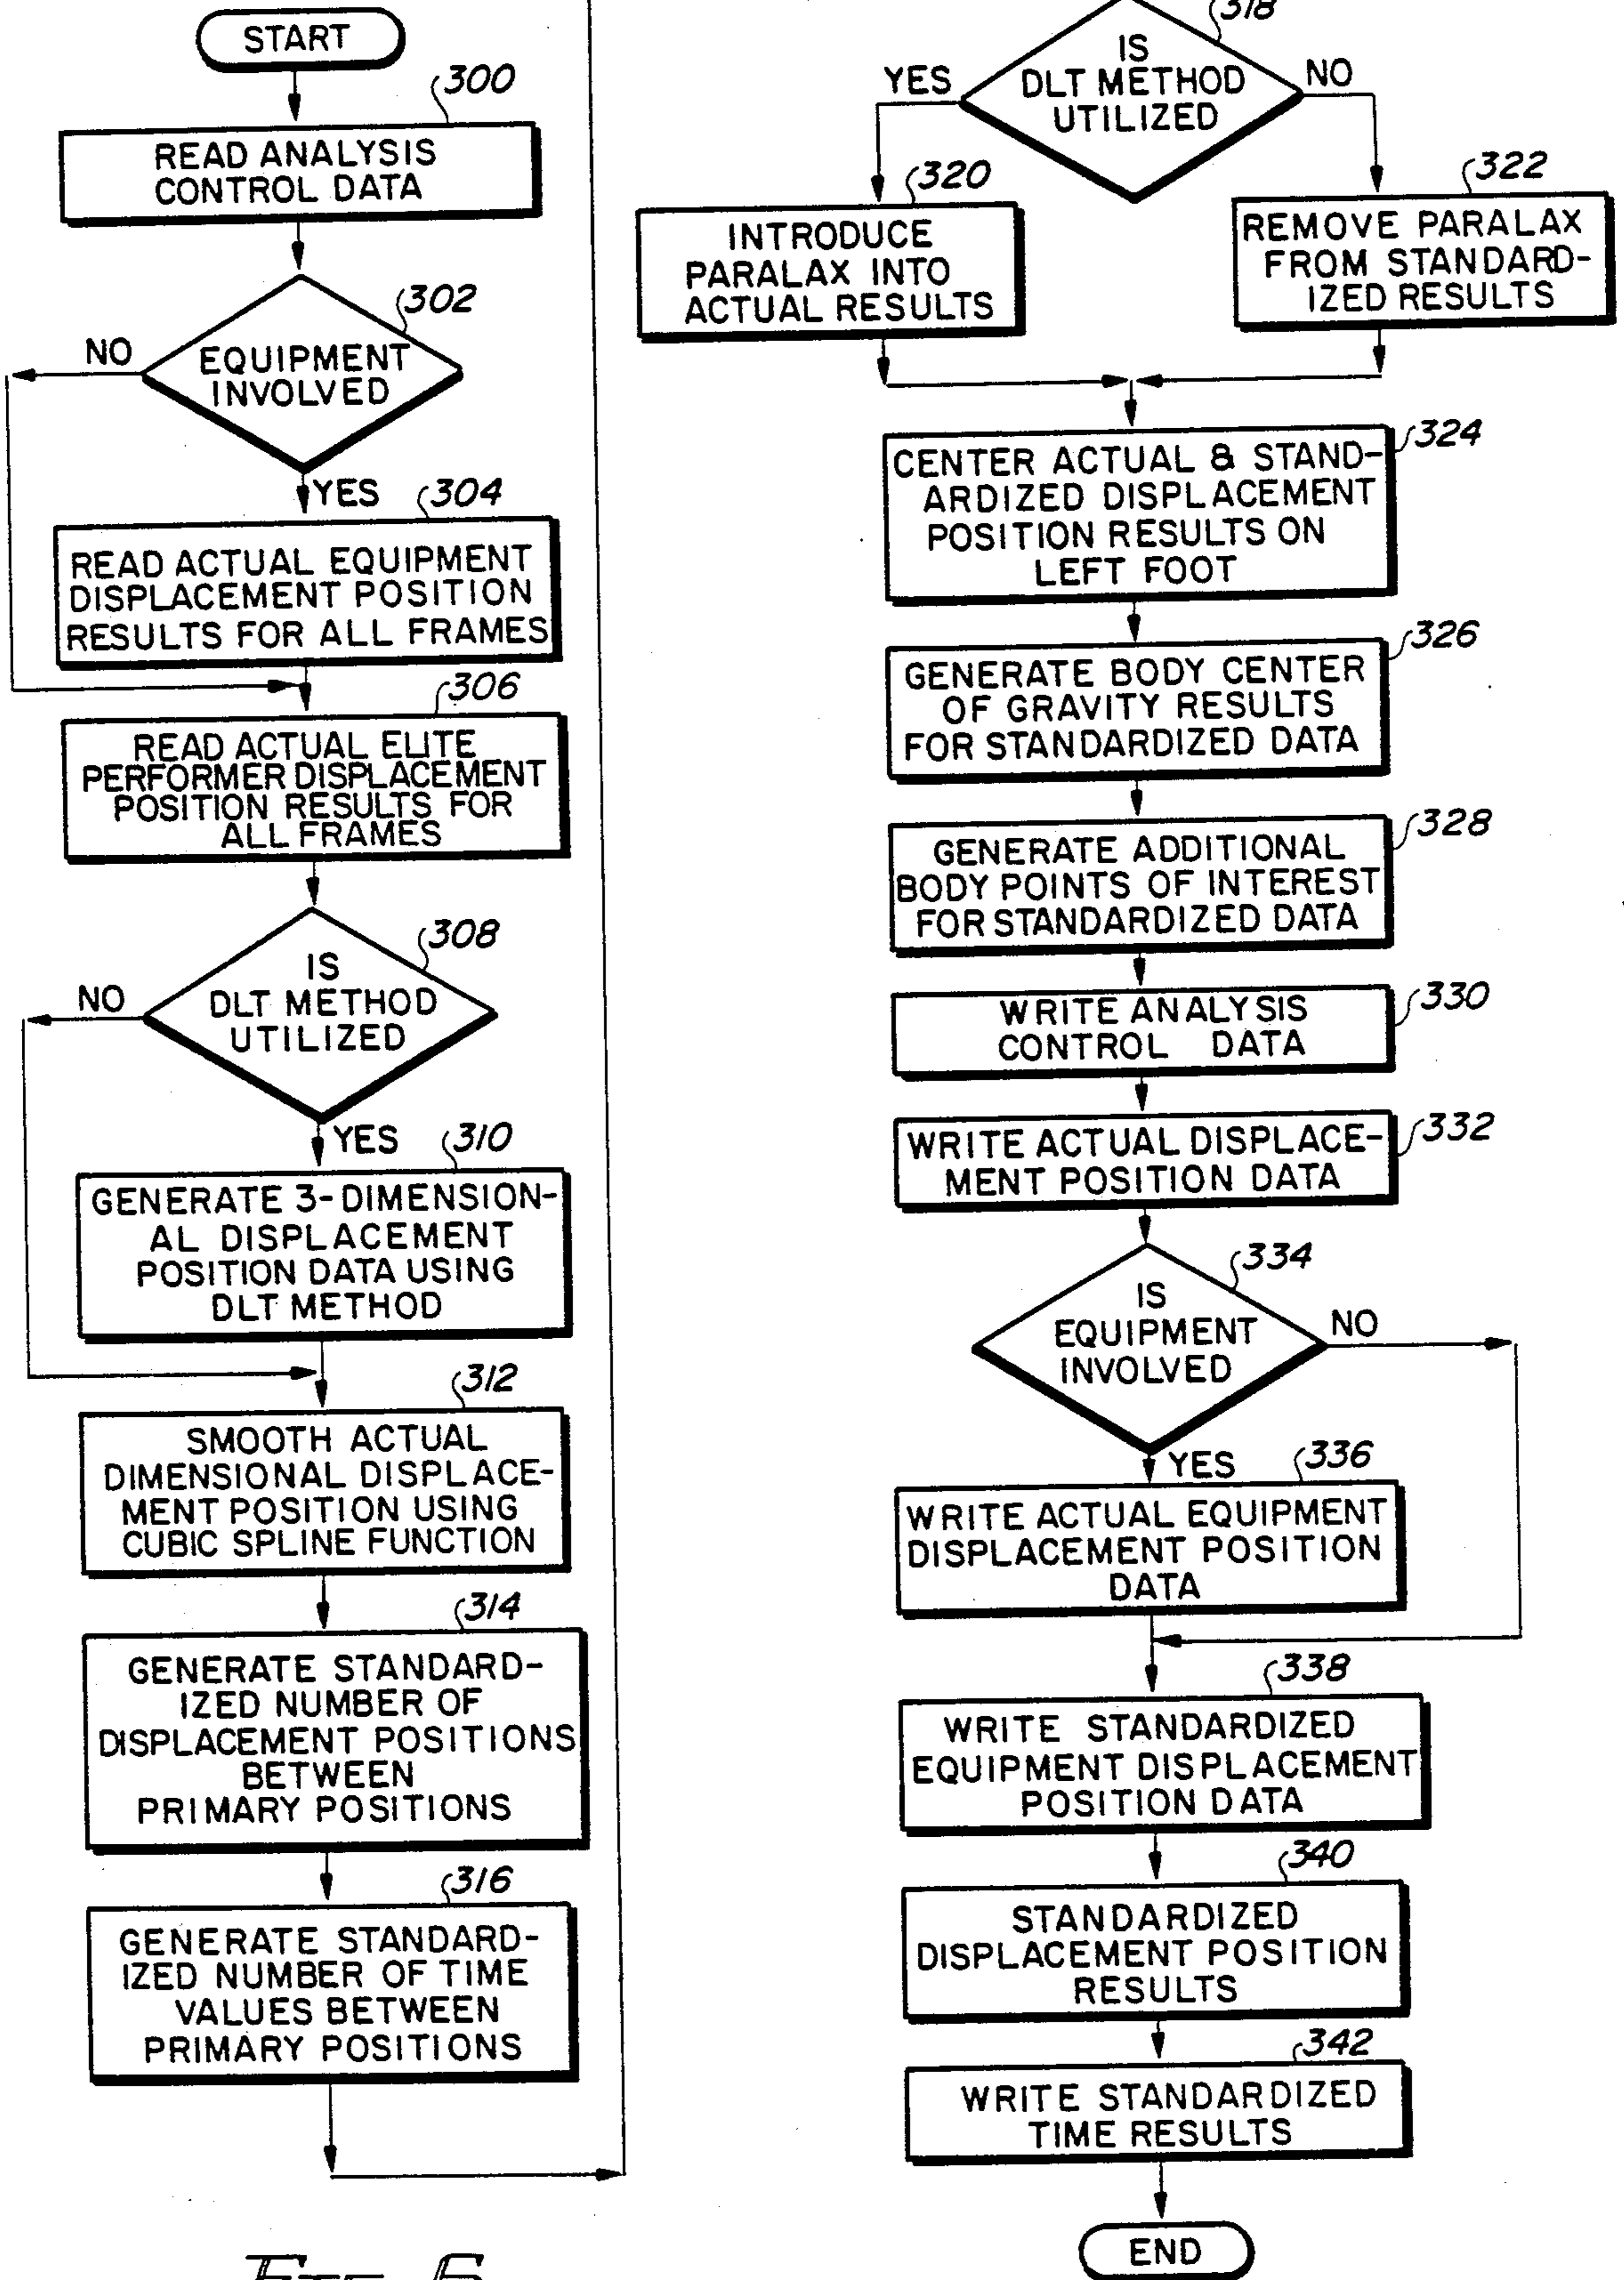 START
300
READ ANALYSIS
CONTROL DATA
302
EQUIPMENT
INVOLVED
NO
YES
304
READ ACTUAL EQUIPMENT
DISPLACEMENT POSITION
RESULTS FOR ALL FRAMES
306
READ ACTUAL ELITE
PERFORMER DISPLACEMENT
POSITION RESULTS FOR
ALL FRAMES
308
IS
DLT METHOD
UTILIZED
NO
YES
310
GENERATE 3-DIMENSION-
AL DISPLACEMENT
POSITION DATA USING
DLT METHOD
312
SMOOTH ACTUAL
DIMENSIONAL DISPLACE-
MENT POSITION USING
CUBIC SPLINE FUNCTION
314
GENERATE STANDARD-
IZED NUMBER OF
DISPLACEMENT POSITIONS
BETWEEN
PRIMARY POSITIONS
316
GENERATE STANDARD-
IZED NUMBER OF TIME
VALUES BETWEEN
PRIMARY POSITIONS
318
IS
DLT METHOD
UTILIZED
YES
NO
320
INTRODUCE
PARALAX INTO
ACTUAL RESULTS
322
REMOVE PARALAX
FROM STANDARD-
IZED RESULTS
324
CENTER ACTUAL & STAND-
ARDIZED DISPLACEMENT
POSITION RESULTS ON
LEFT FOOT
326
GENERATE BODY CENTER
OF GRAVITY RESULTS
FOR STANDARDIZED DATA
328
GENERATE ADDITIONAL
BODY POINTS OF INTEREST
FOR STANDARDIZED DATA
330
WRITE ANALYSIS
CONTROL DATA
332
WRITE ACTUAL DISPLACE-
MENT POSITION DATA
334
IS
EQUIPMENT
INVOLVED
NO
YES
336
WRITE ACTUAL EQUIPMENT
DISPLACEMENT POSITION
DATA
338
WRITE STANDARDIZED
EQUIPMENT DISPLACEMENT
POSITION DATA
340
STANDARDIZED
DISPLACEMENT POSITION
RESULTS
342
WRITE STANDARDIZED
TIME RESULTS
END